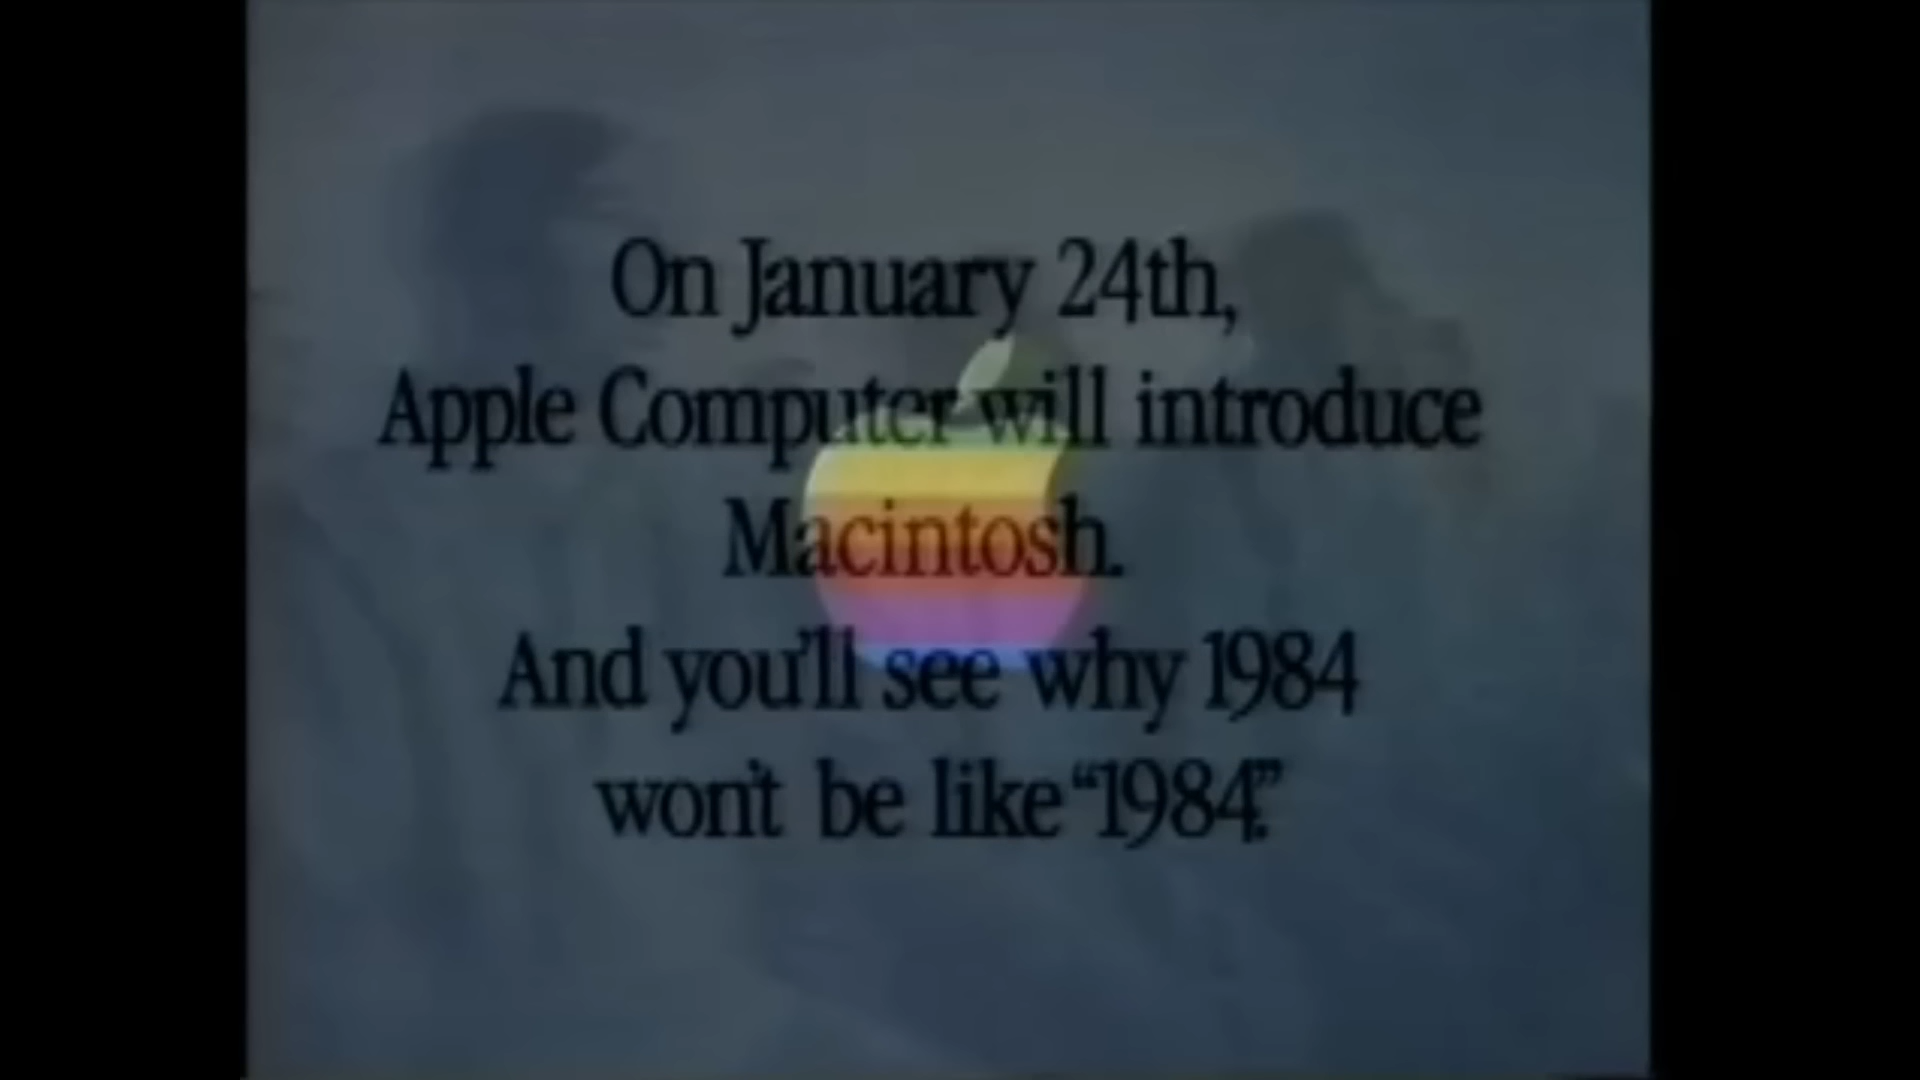 On January 24th,
Apple Computer will introduce
Macintosh.
And you'll see why 1984
won't be like “1984.”